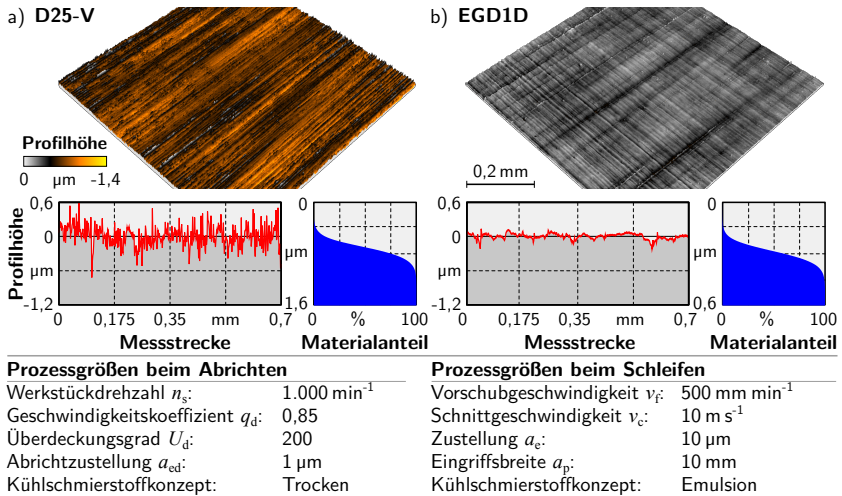 a) D25-V
b) EGD1D
Profilhöhe
0 µm -1,4
0,2 mm
Profilhöhe
0,6
0
µm
-1,2
0 0,175 0,35 mm 0,7
Messstrecke
0
µm
1,6
0 % 100
Materialanteil
0,6
0
µm
-1,2
0 0,175 0,35 mm 0,7
Messstrecke
0
µm
0,6
0 % 100
Materialanteil
Prozessgrößen beim Abrichten
Werkstückdrehzahl ns: 1.000 min-1
Geschwindigkeitskoeffizient qd: 0,85
Überdeckungsgrad Ud: 200
Abrichtzustellung aed: 1 µm
Kühlschmierstoffkonzept: Trocken
Prozessgrößen beim Schleifen
Vorschubgeschwindigkeit vf: 500 mm min-1
Schnittgeschwindigkeit vc: 10 m s-1
Zustellung ae: 10 µm
Eingriffsbreite ap: 10 mm
Kühlschmierstoffkonzept: Emulsion